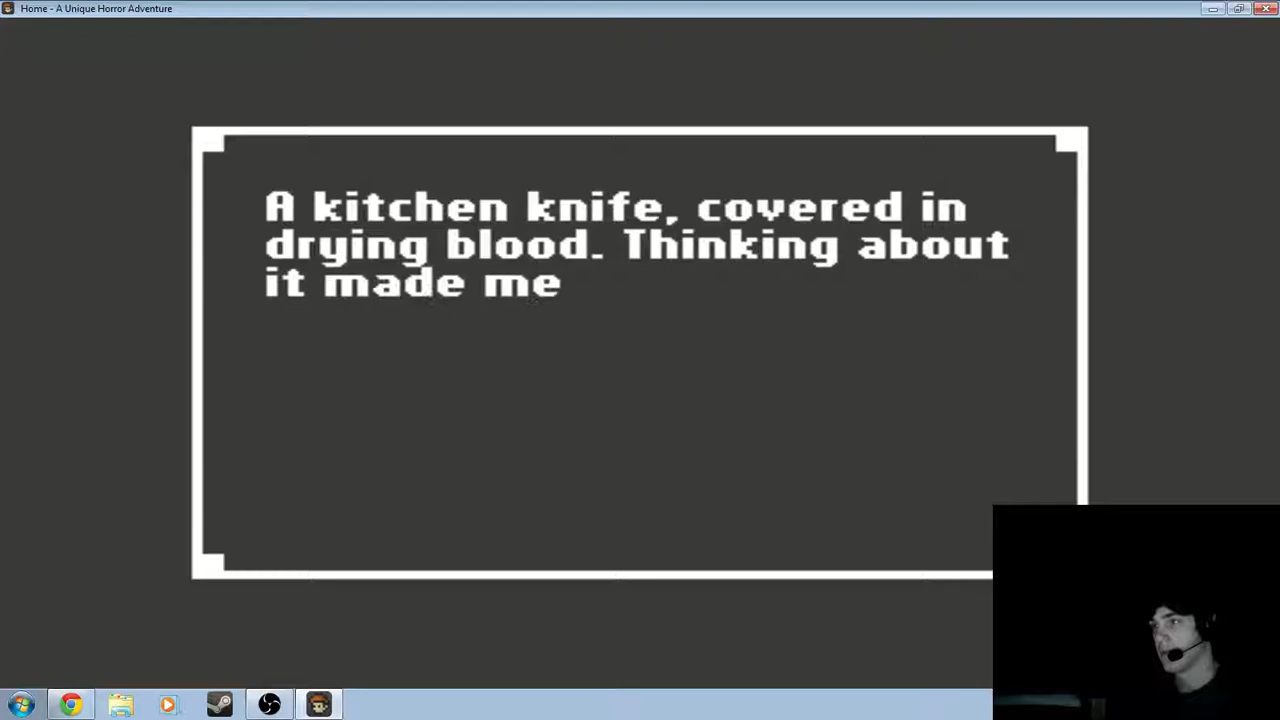 Home - A Unique Horror Adventure
A kitchen knife, covered in
drying blood. Thinking about
it made me